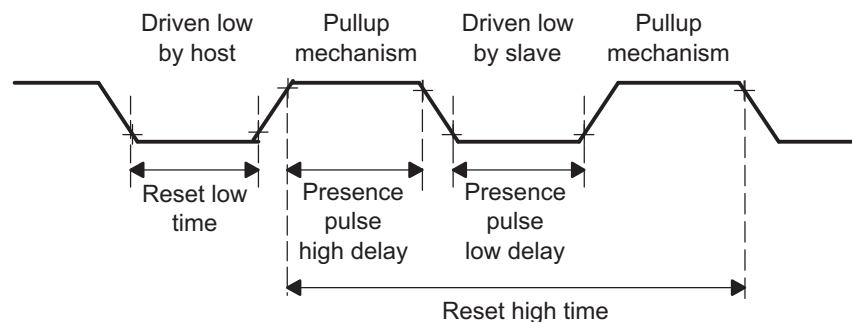 Driven low
by host
Pullup
mechanism
Driven low
by slave
Pullup
mechanism
Reset low
time
Presence
pulse
high delay
Presence
pulse
low delay
Reset high time